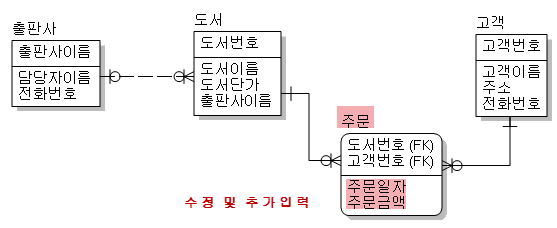 출판사
출판사이름
담당자이름
전화번호
도서
도서번호
도서이름
도서단가
출판사이름
고객
고객번호
고객이름
주소
전화번호
주문
도서번호 (FK)
고객번호 (FK)
주문일자
주문금액
수정 및 추가입력